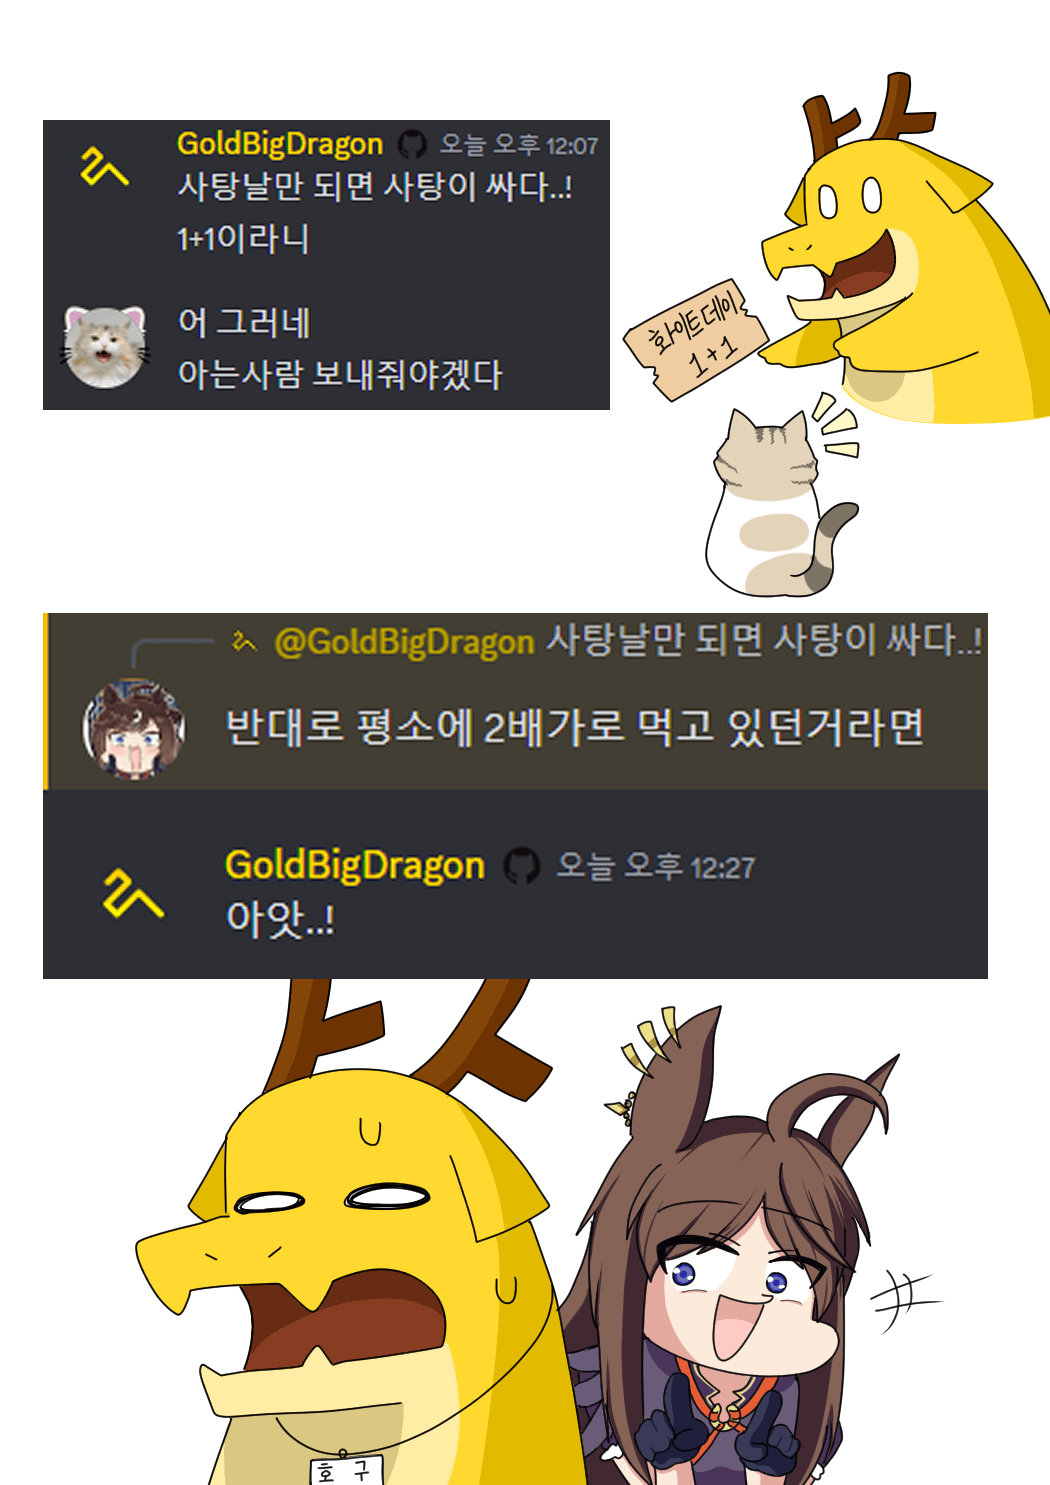 GoldBigDragon 오늘 오후 12:07
사탕날만 되면 사탕이 싸다..!
1+1이라니
어 그러네
아는사람 보내줘야겠다
화이트데이
1+1
@GoldBigDragon 사탕날만 되면 사탕이 싸다..!
반대로 평소에 2배가로 먹고 있던거라면
GoldBigDragon 오늘 오후 12:27
아앗..!
호 구